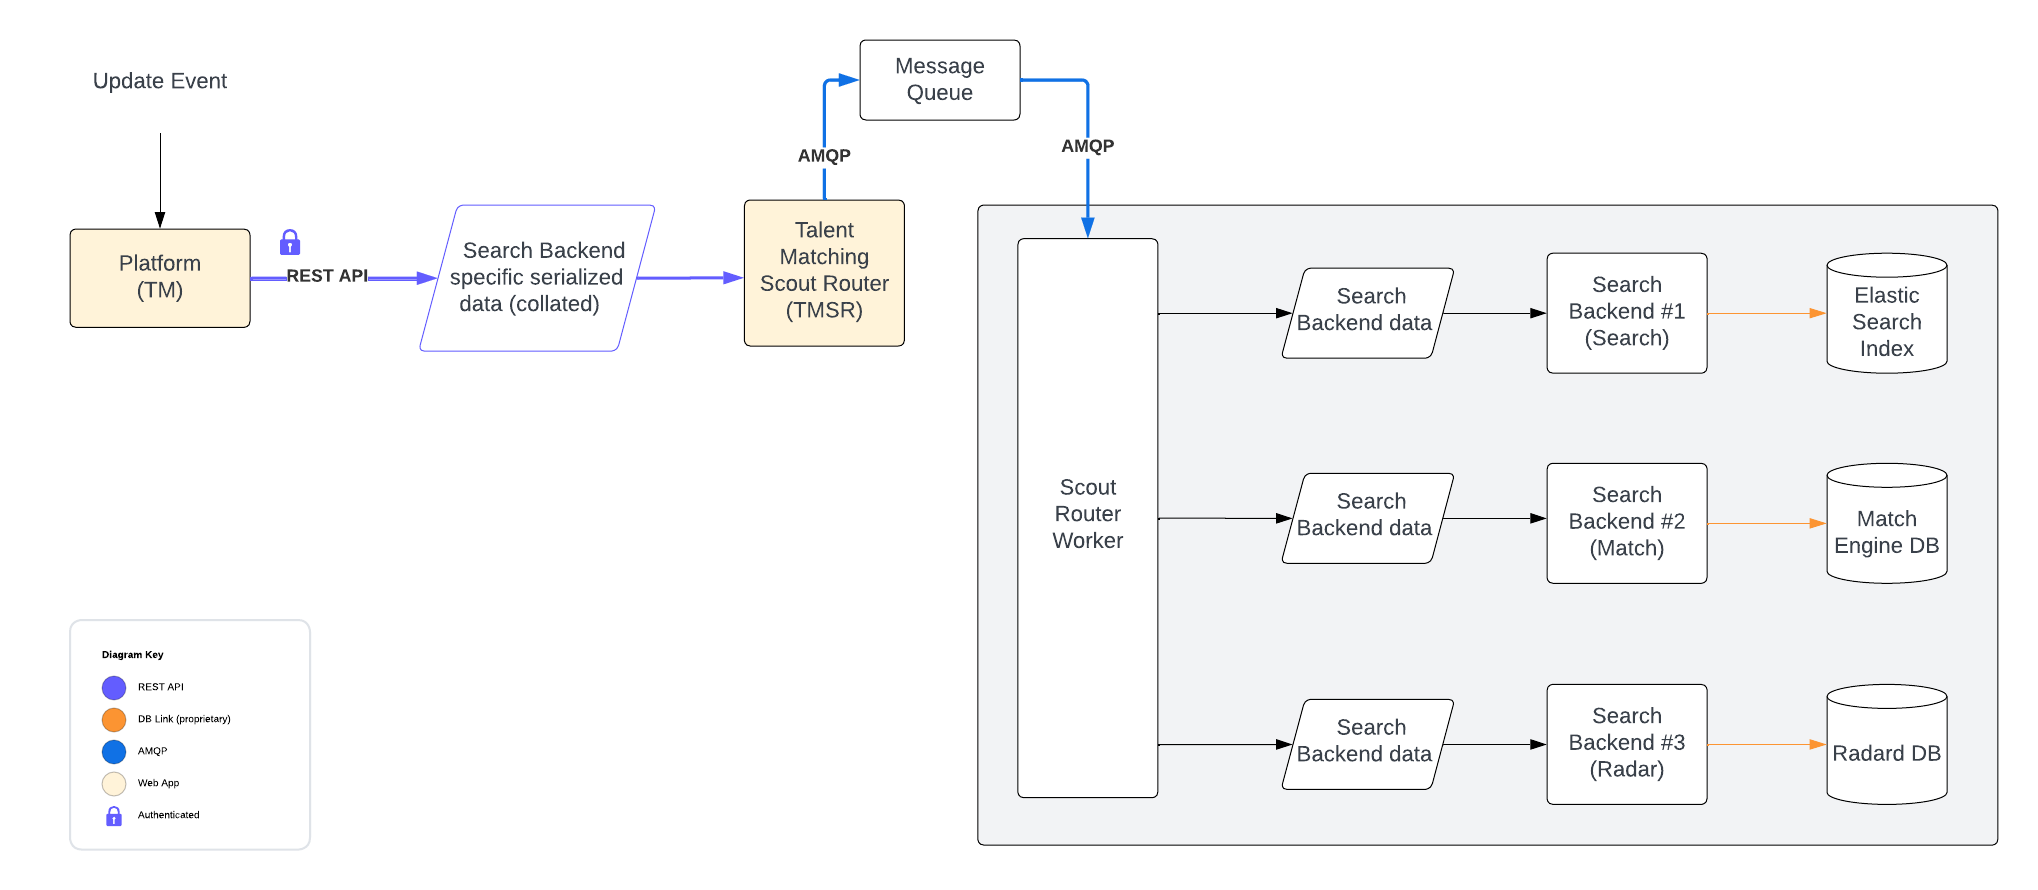 Update Event
Platform
(TM)
REST API
Search Backend
specific serialized
data (collated)
Talent
Matching
Scout Router
(TMSR)
AMQP
Message
Queue
AMQP
Scout
Router
Worker
Search
Backend data
Search
Backend #1
(Search)
Elastic
Search
Index
Search
Backend data
Search
Backend #2
(Match)
Match
Engine DB
Search
Backend data
Search
Backend #3
(Radar)
Radard DB
Diagram Key
REST API
DB Link (proprietary)
AMQP
Web App
Authenticated